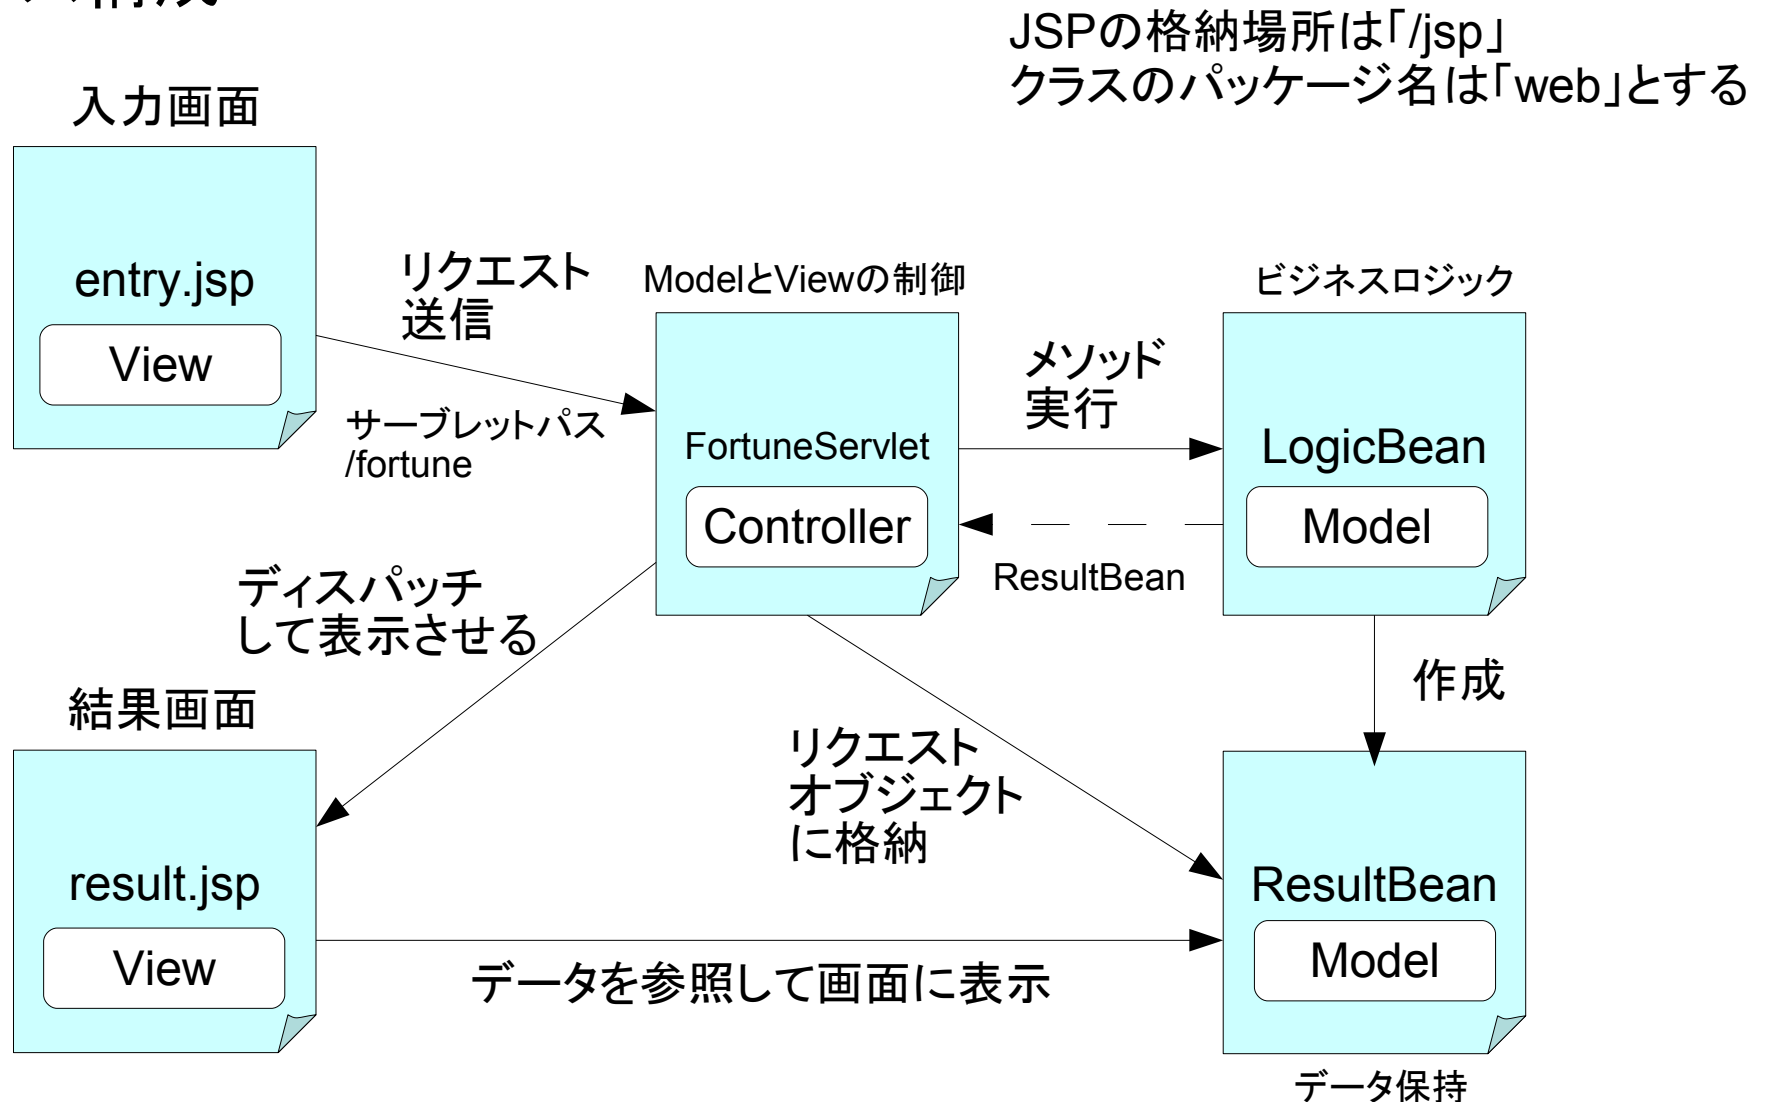 JSPの格納場所は「/jsp」
クラスのパッケージ名は「web」とする
入力画面
entry.jsp
View
リクエスト
送信
サーブレットパス
/fortune
ModelとViewの制御
FortuneServlet
Controller
メソッド
実行
ResultBean
ビジネスロジック
LogicBean
Model
ディスパッチ
して表示させる
作成
結果画面
result.jsp
View
リクエスト
オブジェクト
に格納
データを参照して画面に表示
ResultBean
Model
データ保持